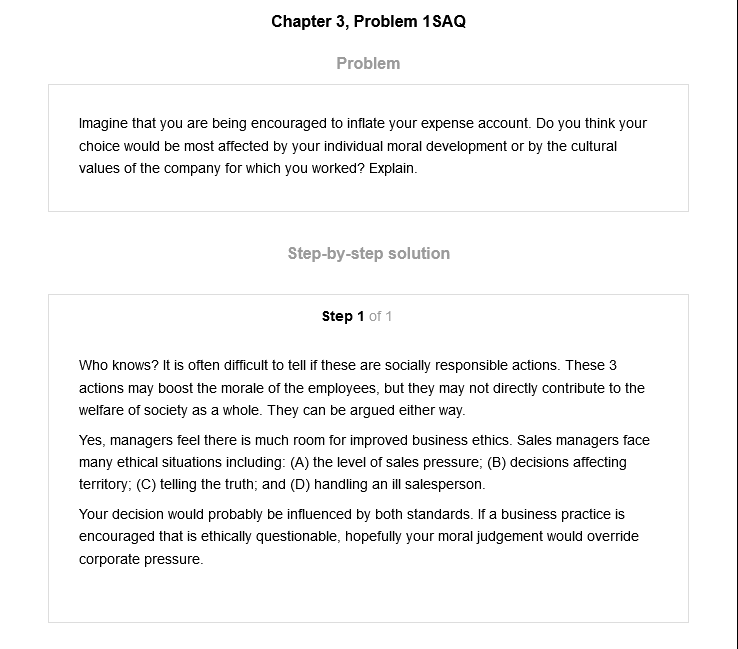 Chapter 3, Problem 1SAQ
Problem
Imagine that you are being encouraged to inflate your expense account. Do you think your
choice would be most affected by your individual moral development or by the cultural
values of the company for which you worked? Explain.
Step-by-step solution
Step 1 of 1
Who knows? It is often difficult to tell if these are socially responsible actions. These 3
actions may boost the morale of the employees, but they may not directly contribute to the
welfare of society as a whole. They can be argued either way.
Yes, managers feel there is much room for improved business ethics. Sales managers face
many ethical situations including: (A) the level of sales pressure; (B) decisions affecting
territory; (C) telling the truth; and (D) handling an ill salesperson.
Your decision would probably be influenced by both standards. If a business practice is
encouraged that is ethically questionable, hopefully your moral judgement would override
corporate pressure.